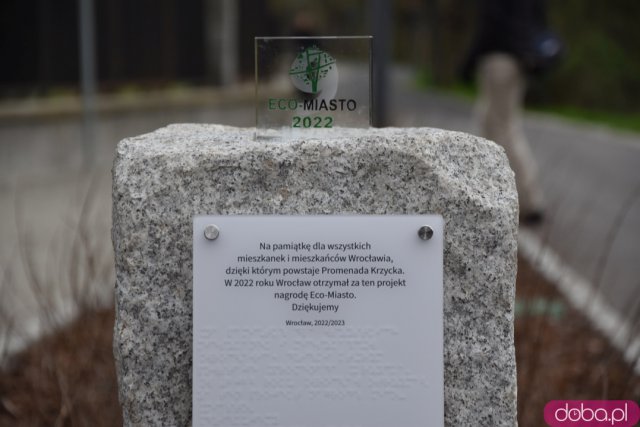 ECO-MIASTO
2022
Na pamiątkę dla wszystkich
mieszkanek i mieszkańców Wrocławia,
dzięki którym powstaje Promenada Krzycka.
W 2022 roku Wrocław otrzymał za ten projekt
nagrodę Eco-Miasto.
Dziękujemy
Wrocław, 2022/2023
doba.pl